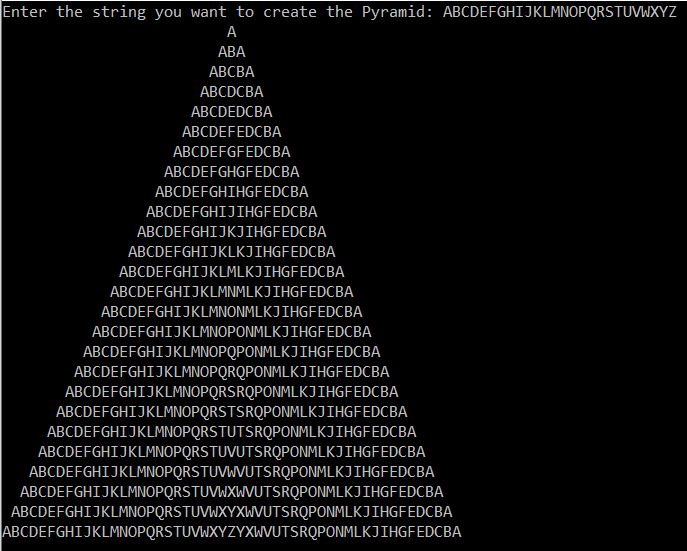 Enter the string you want to create the Pyramid: ABCDEFGHIJKLMNOPQRSTUVWXYZ
A
ABA
ABCBA
ABCDCBA
ABCDEDCBA
ABCDEFEDCBA
ABCDEFGFEDCBA
ABCDEFGHGFEDCBA
ABCDEFGHIHGFEDCBA
ABCDEFGHIJIHGFEDCBA
ABCDEFGHIJKJIHGFEDCBA
ABCDEFGHIJKLKJIHGFEDCBA
ABCDEFGHIJKLMLKJIHGFEDCBA
ABCDEFGHIJKLMNMLKJIHGFEDCBA
ABCDEFGHIJKLMNONMLKJIHGFEDCBA
ABCDEFGHIJKLMNOPONMLKJIHGFEDCBA
ABCDEFGHIJKLMNOPQPONMLKJIHGFEDCBA
ABCDEFGHIJKLMNOPQRQPONMLKJIHGFEDCBA
ABCDEFGHIJKLMNOPQRSRQPONMLKJIHGFEDCBA
ABCDEFGHIJKLMNOPQRSTSRQPONMLKJIHGFEDCBA
ABCDEFGHIJKLMNOPQRSTUTSRQPONMLKJIHGFEDCBA
ABCDEFGHIJKLMNOPQRSTUVUTSRQPONMLKJIHGFEDCBA
ABCDEFGHIJKLMNOPQRSTUVWVUTSRQPONMLKJIHGFEDCBA
ABCDEFGHIJKLMNOPQRSTUVWXWVUTSRQPONMLKJIHGFEDCBA
ABCDEFGHIJKLMNOPQRSTUVWXYXWVUTSRQPONMLKJIHGFEDCBA
ABCDEFGHIJKLMNOPQRSTUVWXYZYXWVUTSRQPONMLKJIHGFEDCBA